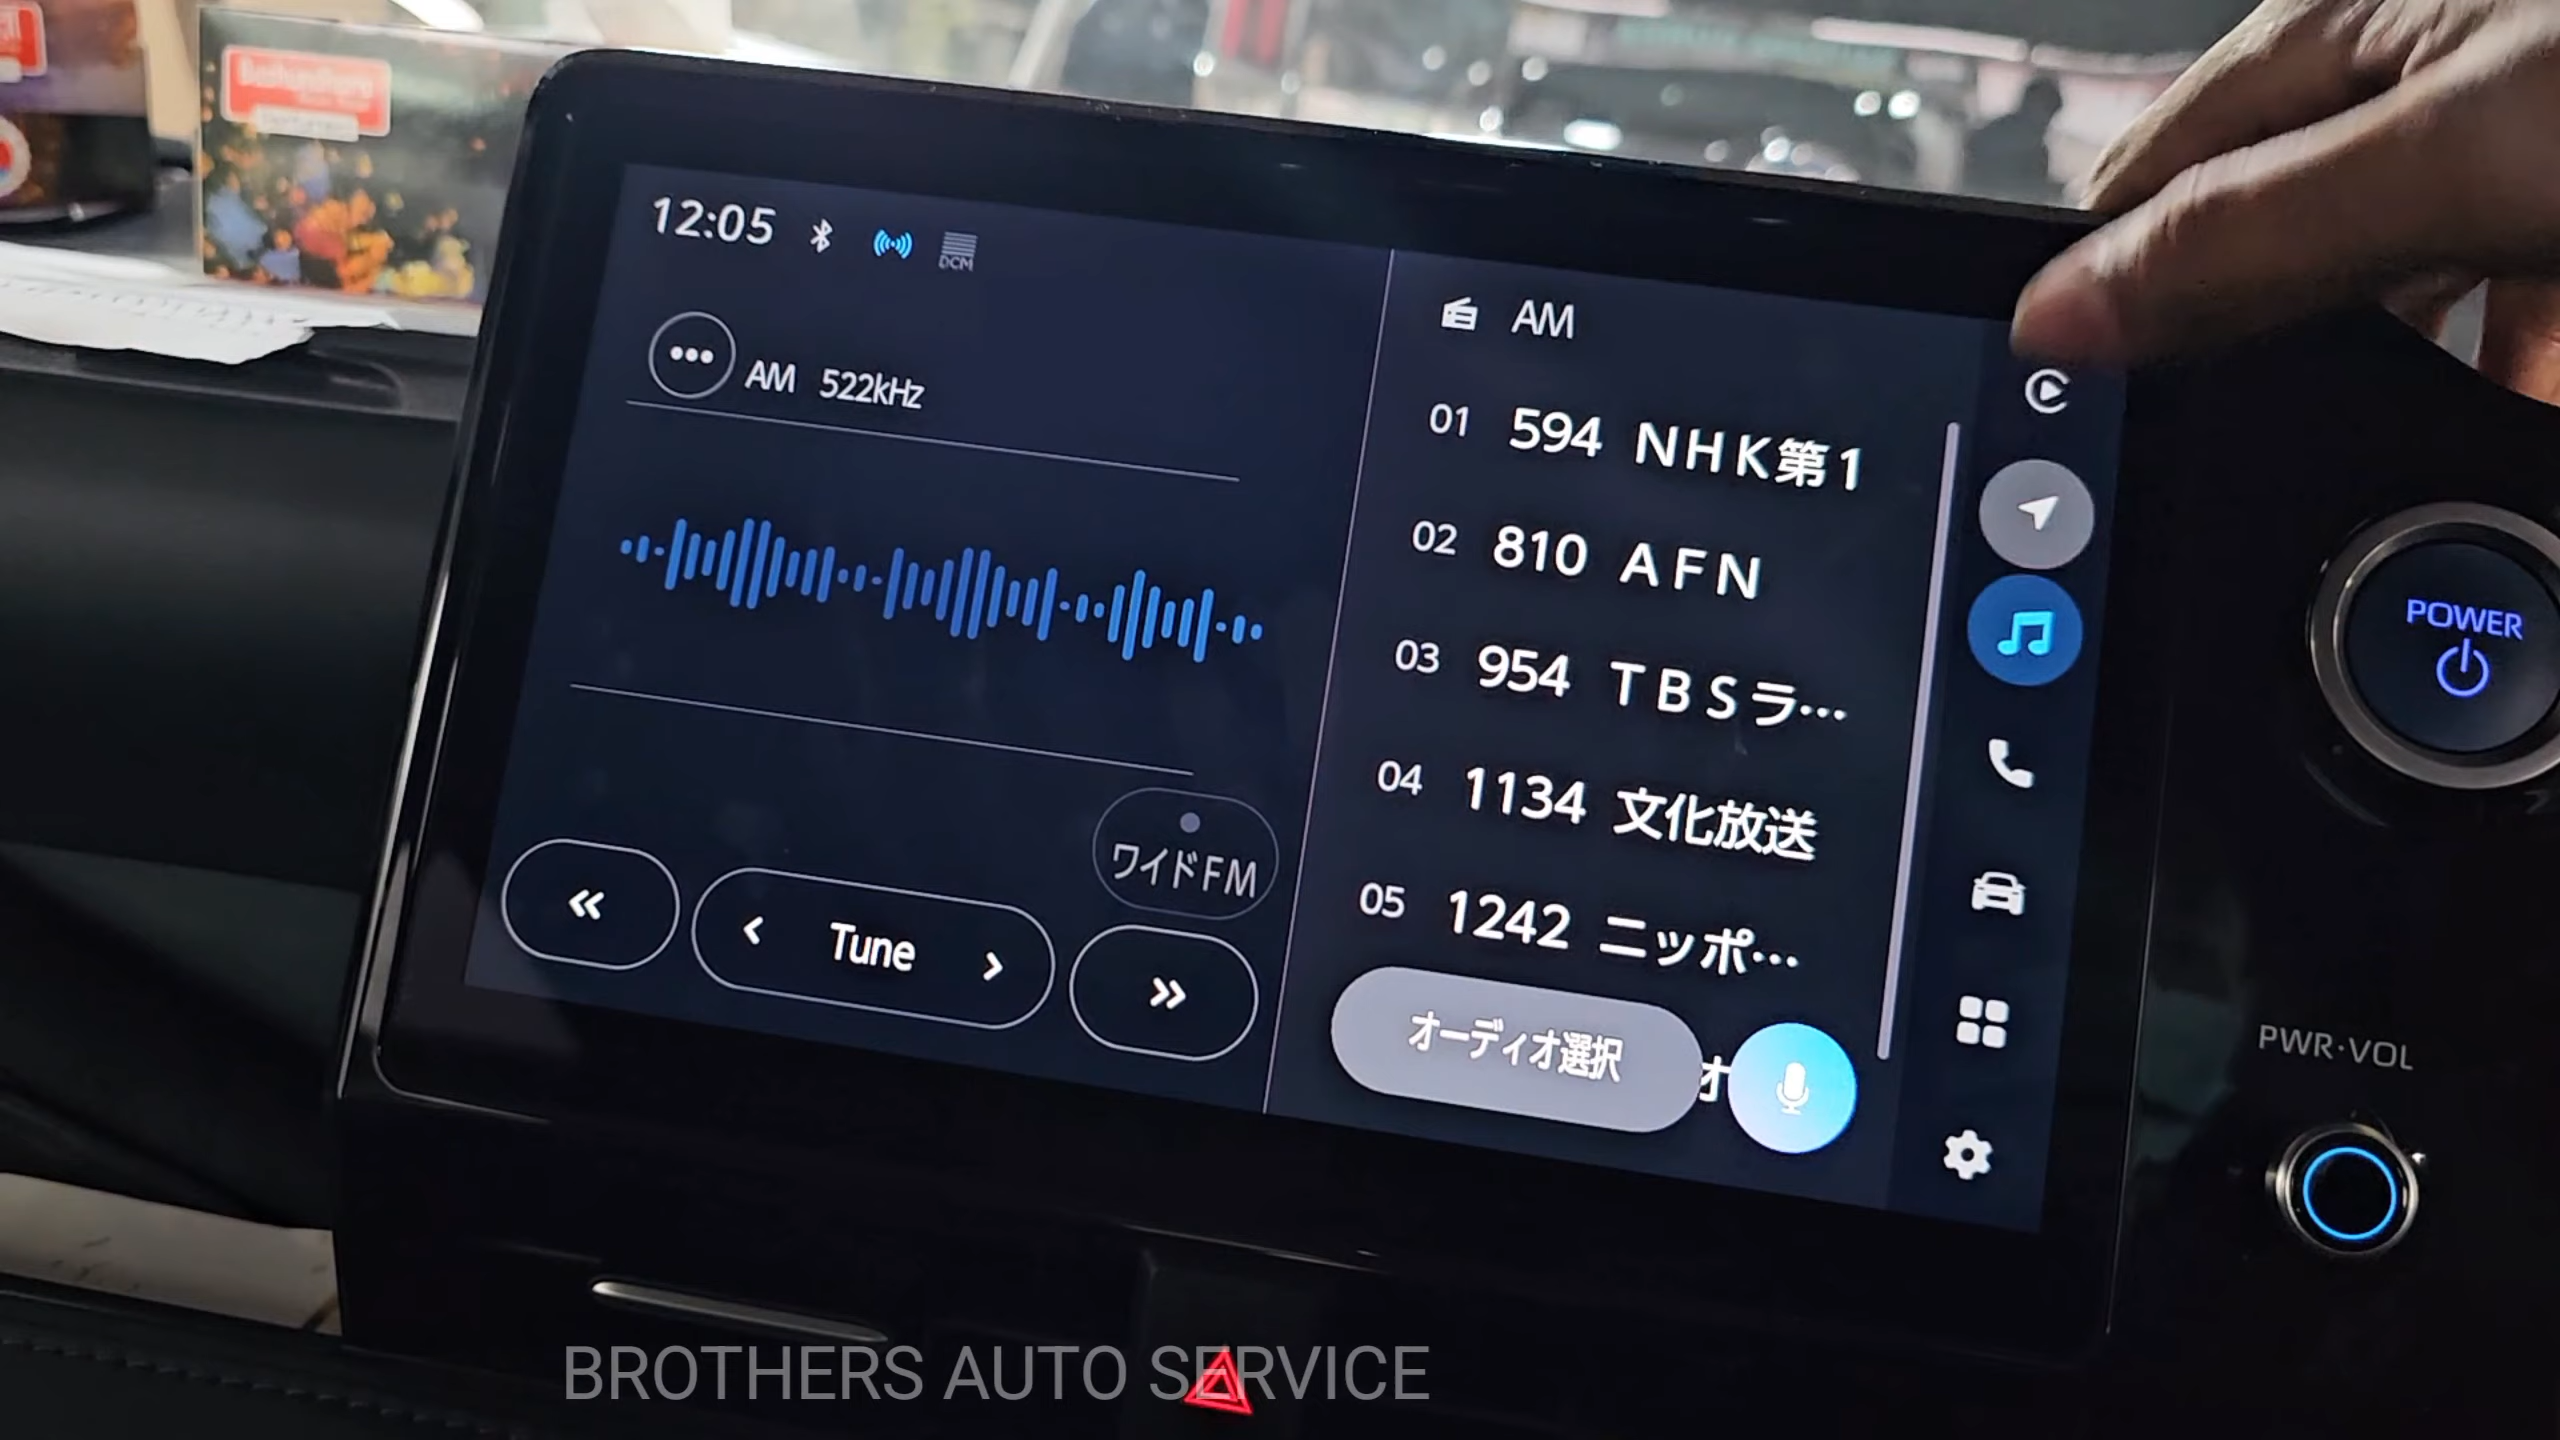 12:05
DCM
AM 522kHz
ワイドFM
Tune
AM
01 594 NHK第1
02 810 AFN
03 954 TBSラ…
04 1134 文化放送
05 1242 ニッポ…
オーディオ選択
オ
POWER
PWR·VOL
BROTHERS AUTO SERVICE